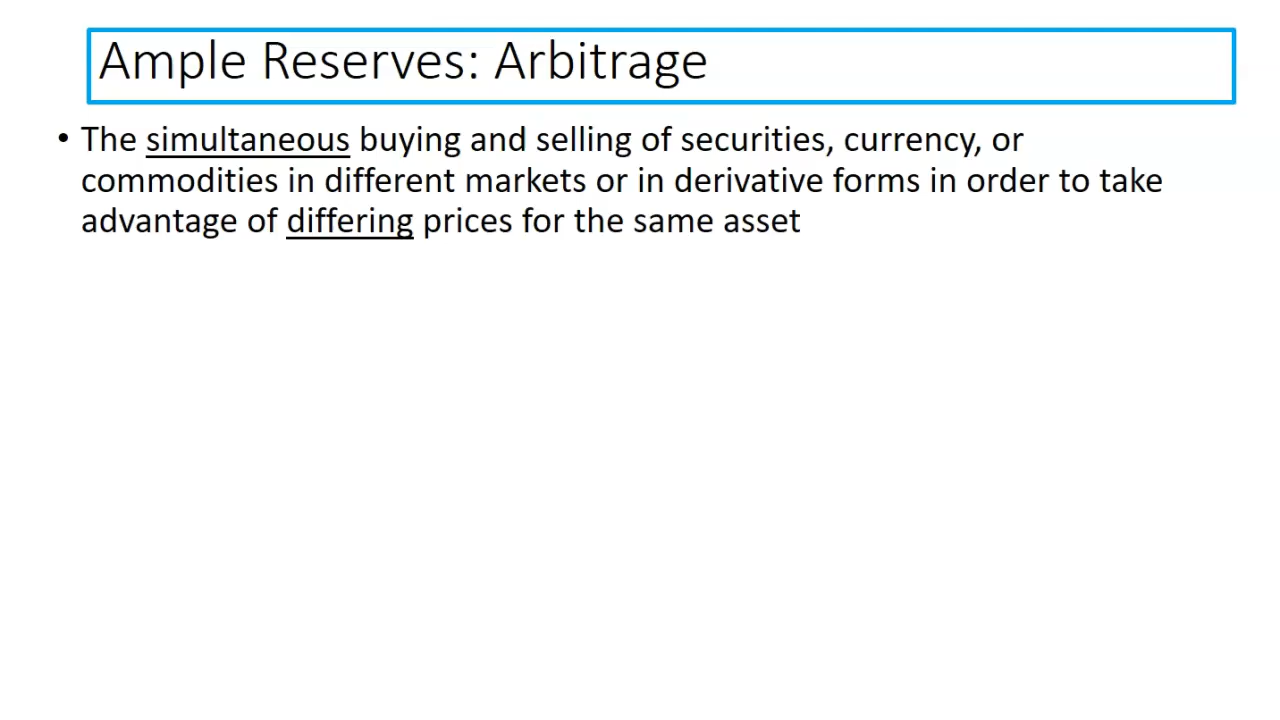 Ample Reserves: Arbitrage
• The simultaneous buying and selling of securities, currency, or
commodities in different markets or in derivative forms in order to take
advantage of differing prices for the same asset